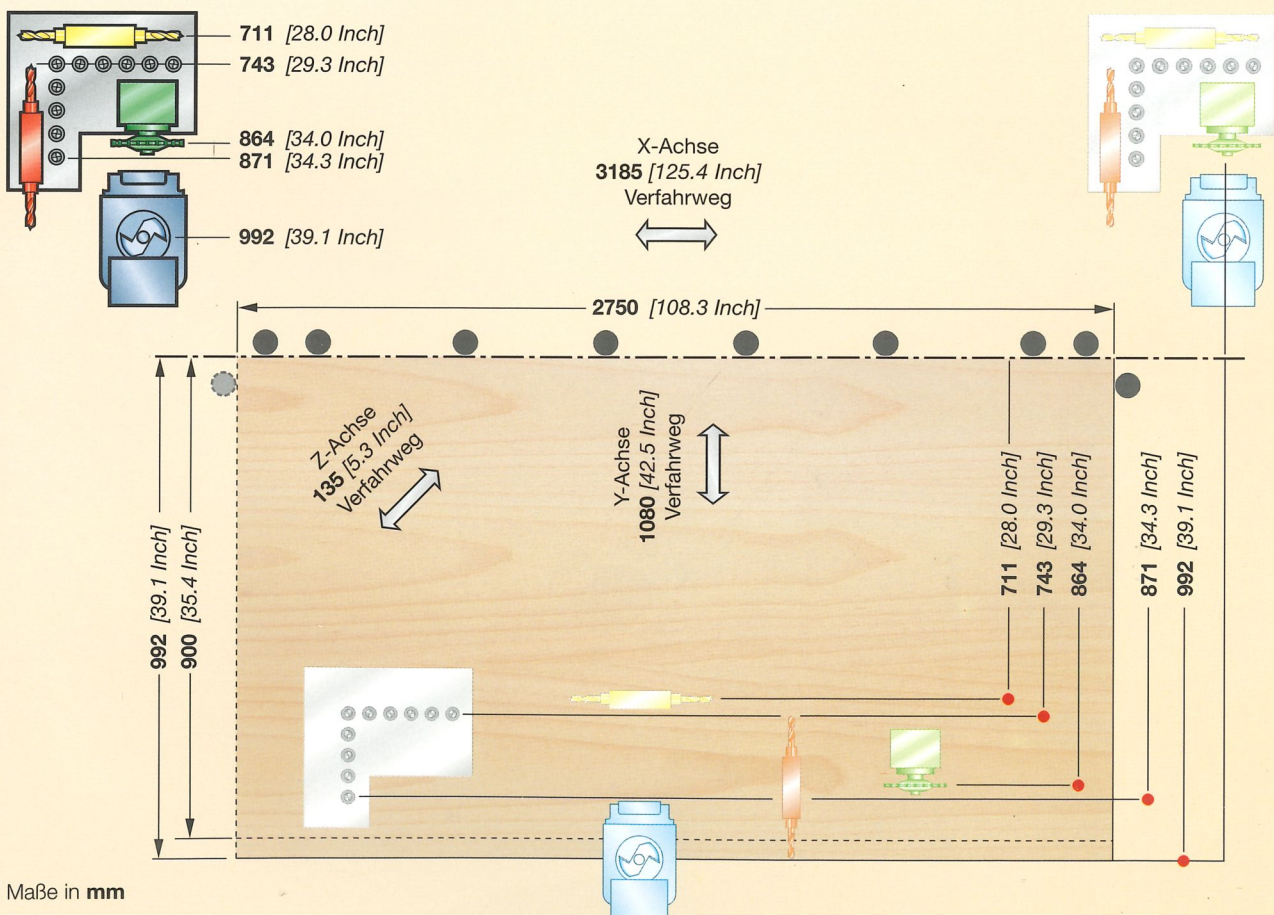 711 [28.0 Inch]
743 [29.3 Inch]
864 [34.0 Inch]
871 [34.3 Inch]
992 [39.1 Inch]
X-Achse
3185 [125.4 Inch]
Verfahrweg
2750 [108.3 Inch]
Z-Achse
135 [5.3 Inch]
Verfahrweg
Y-Achse
1080 [42.5 Inch]
Verfahrweg
992 [39.1 Inch]
900 [35.4 Inch]
711 [28.0 Inch]
743 [29.3 Inch]
864 [34.0 Inch]
871 [34.3 Inch]
992 [39.1 Inch]
Maße in mm